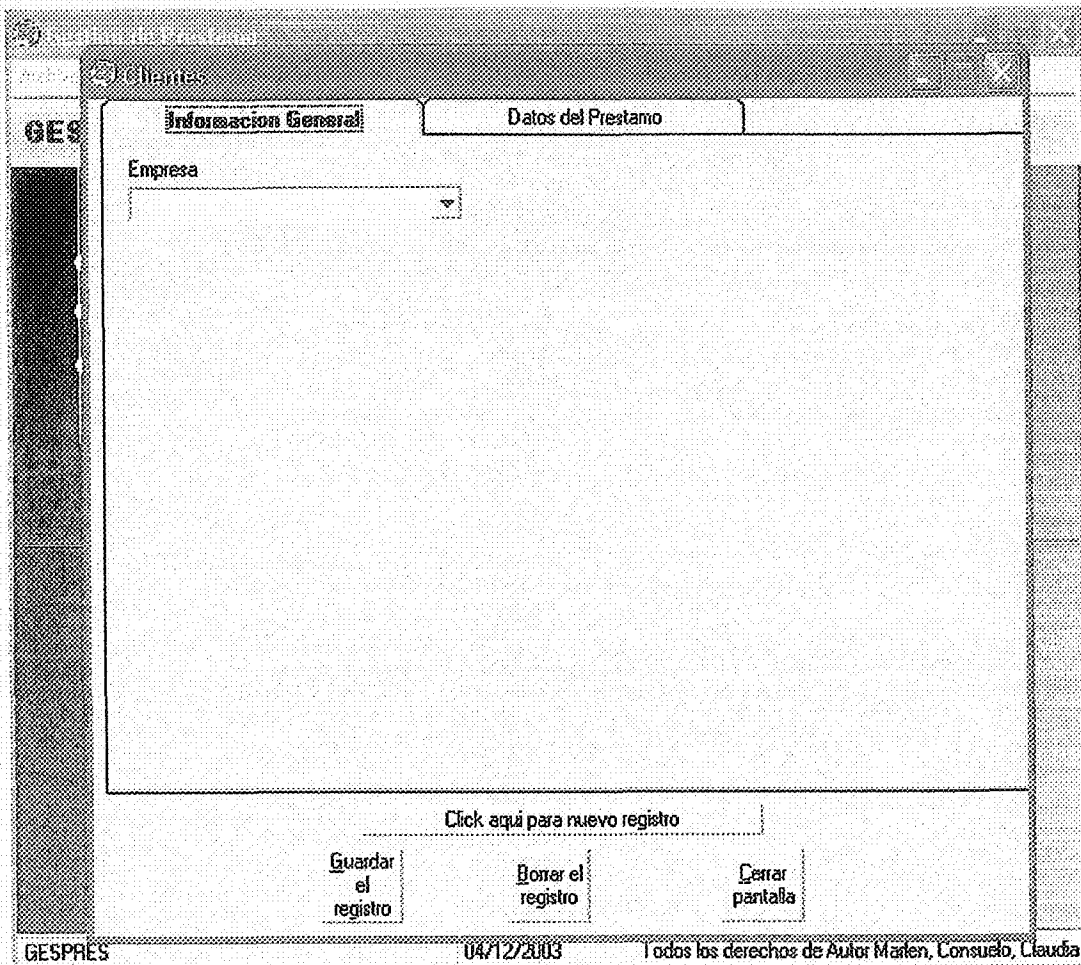 Clientes
GES
Informacion General
Datos del Prestamo
Empresa
Click aqui para nuevo registro
Guardar
el
registro
Borrar el
registro
Cerrar
pantalla
GESPRES
04/12/2003
Todos los derechos de Autor Marlen, Consuelo, Claudia